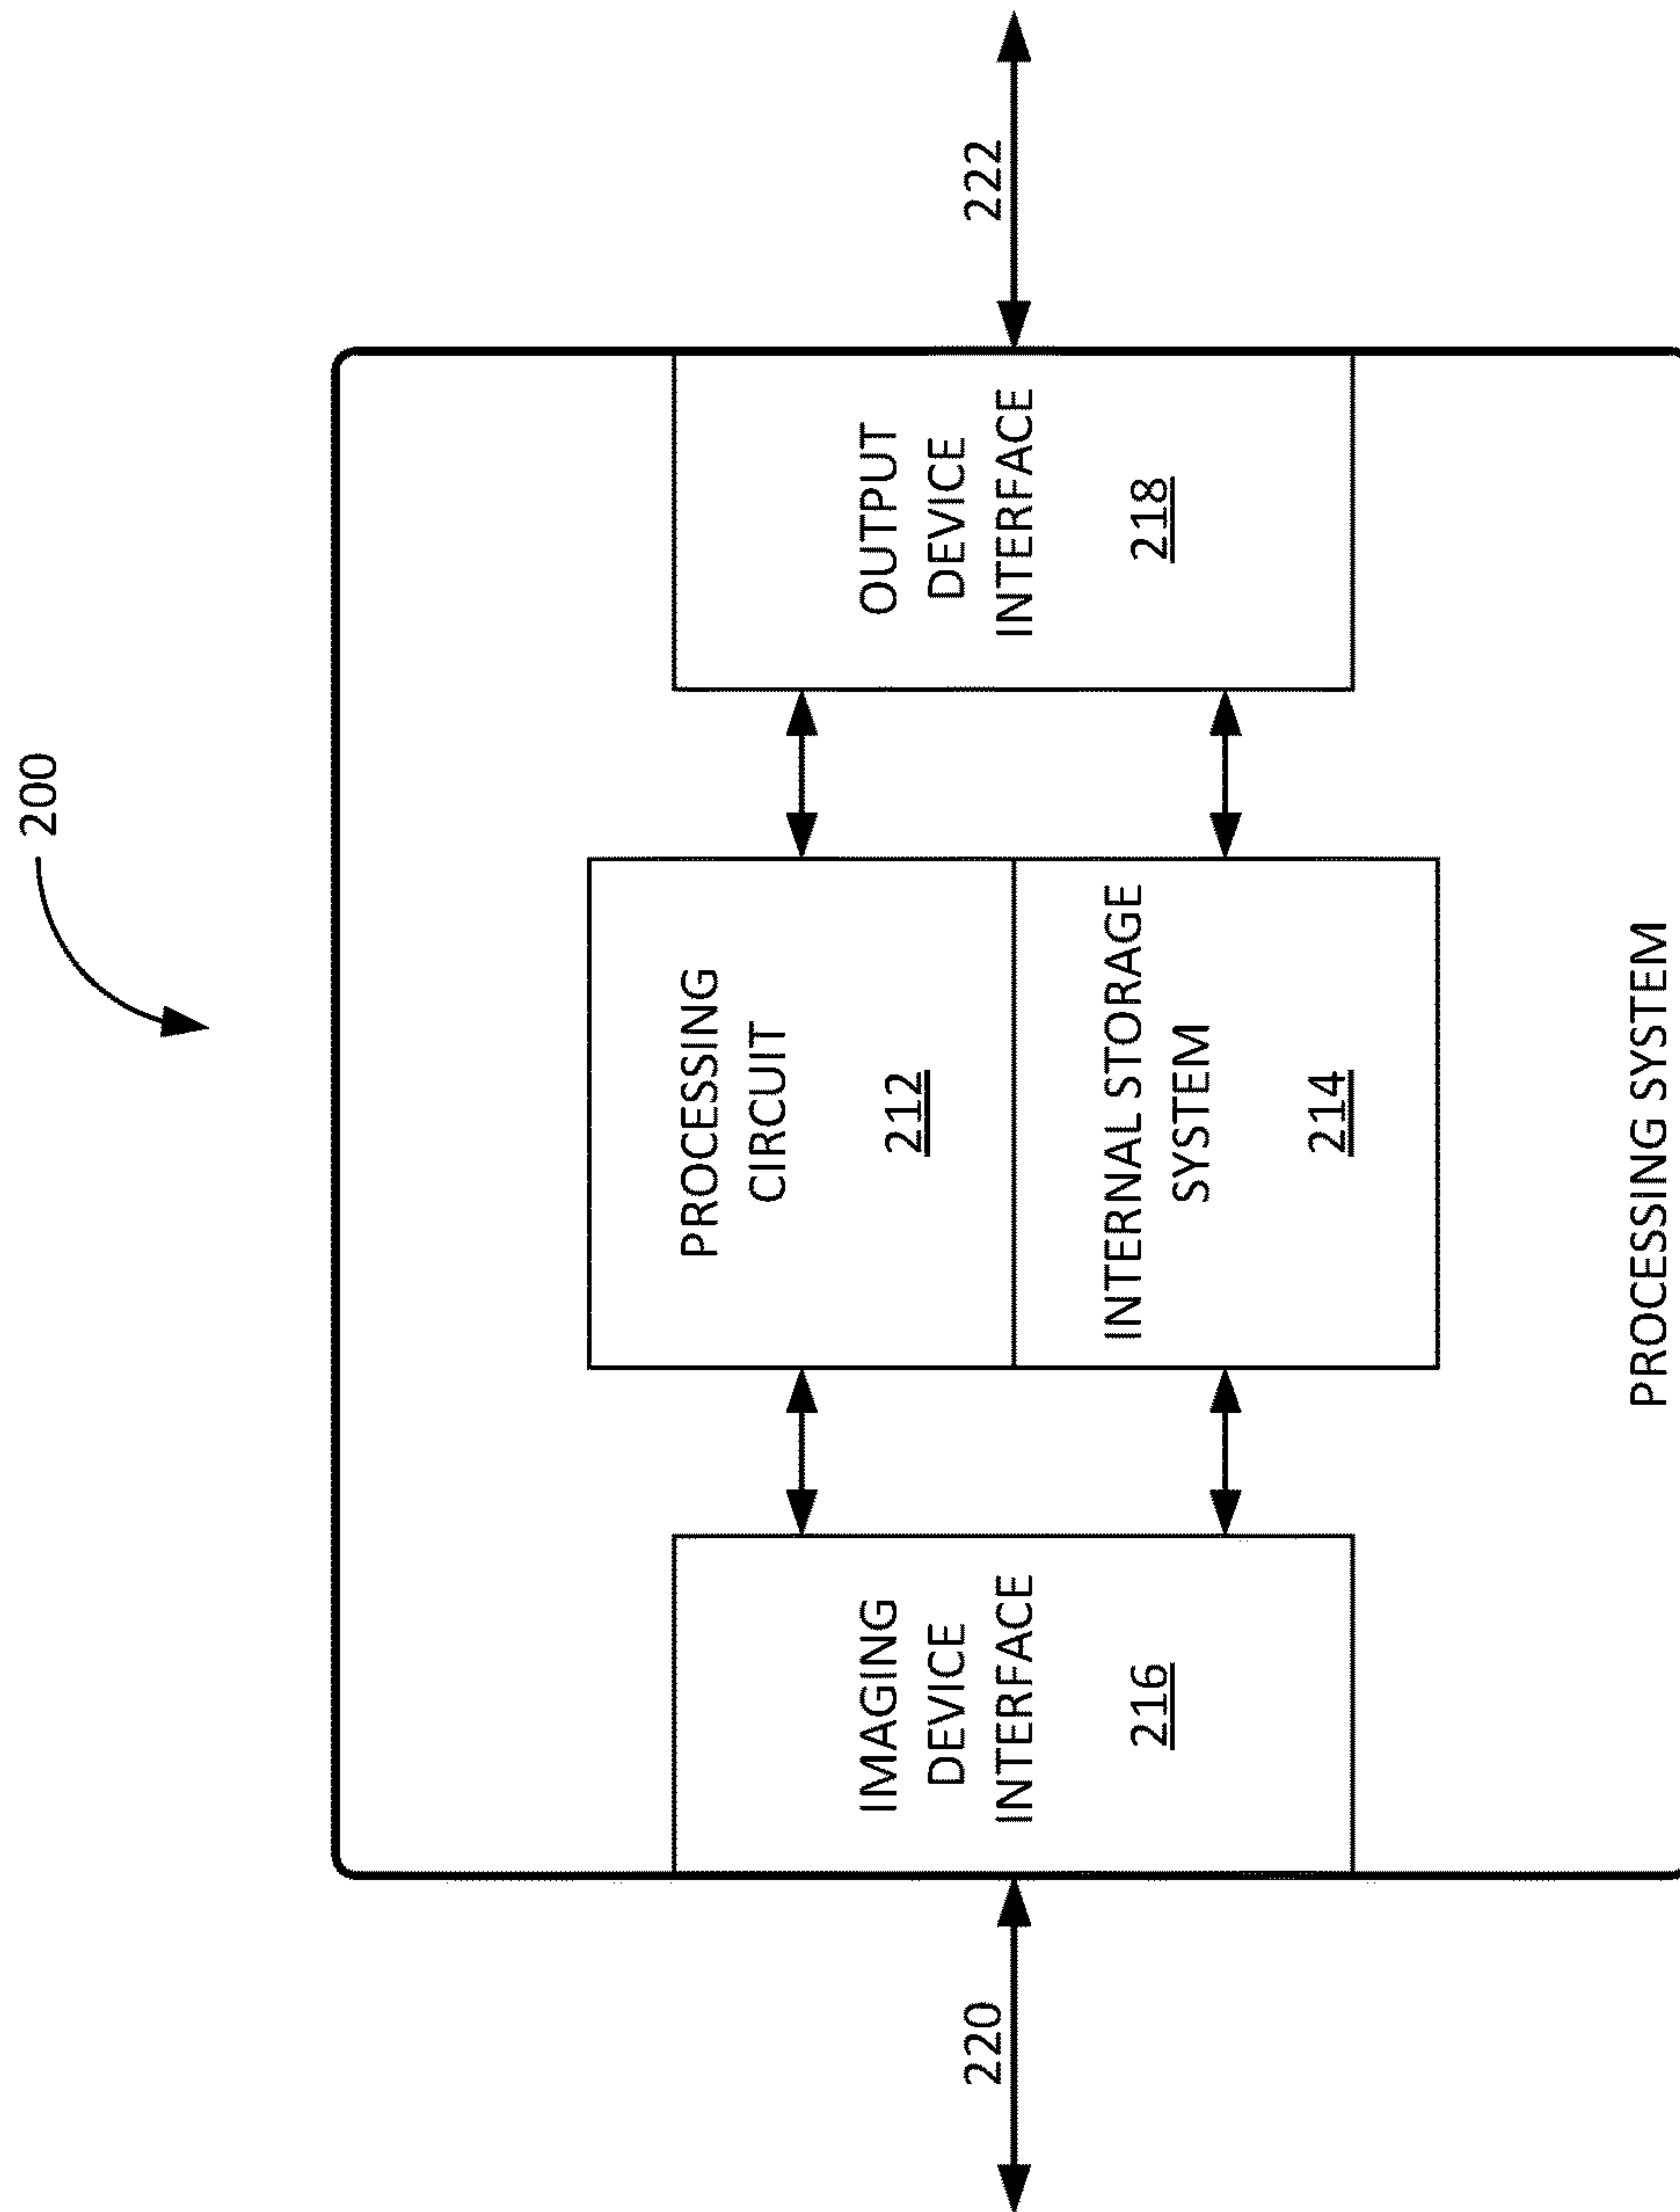 200
220
222
IMAGING
DEVICE
INTERFACE
216
PROCESSING
CIRCUIT
212
INTERNAL STORAGE
SYSTEM
214
OUTPUT
DEVICE
INTERFACE
218
PROCESSING SYSTEM